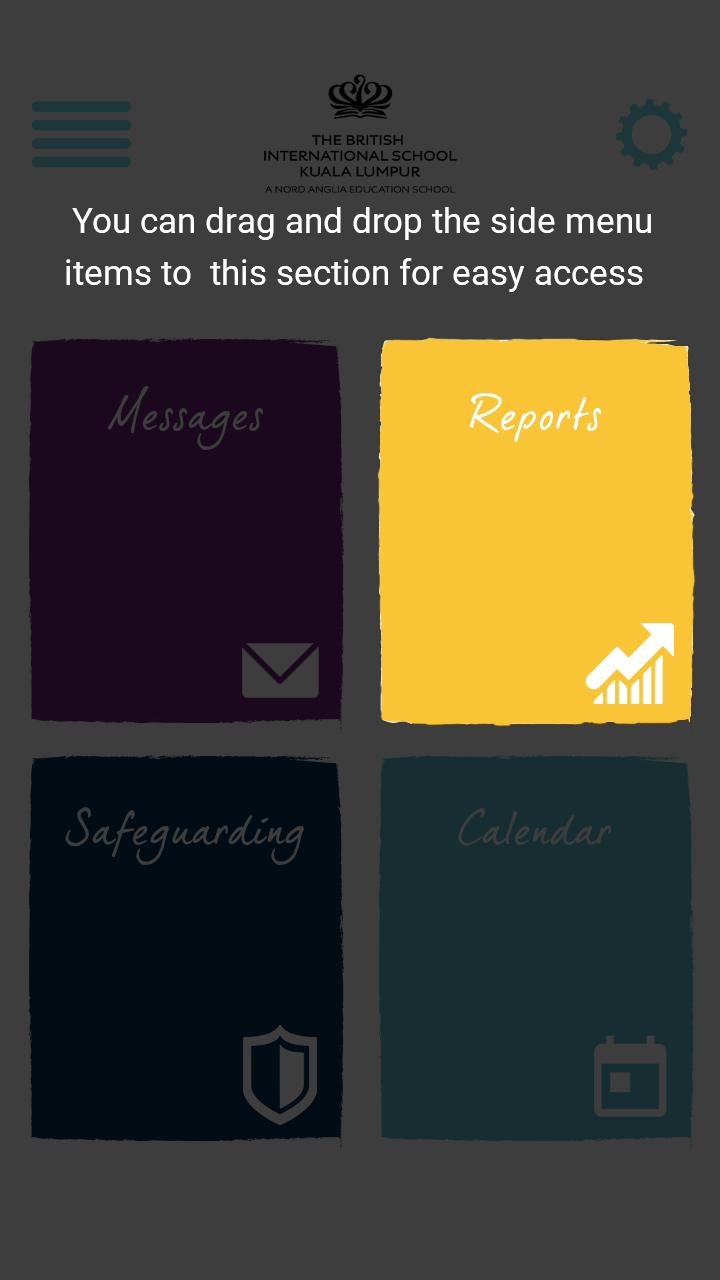 THE BRITISH
INTERNATIONAL SCHOOL
KUALA LUMPUR
A NORD ANGLIA EDUCATION SCHOOL
You can drag and drop the side menu
items to  this section for easy access
Messages
Reports
Safeguarding
Calendar